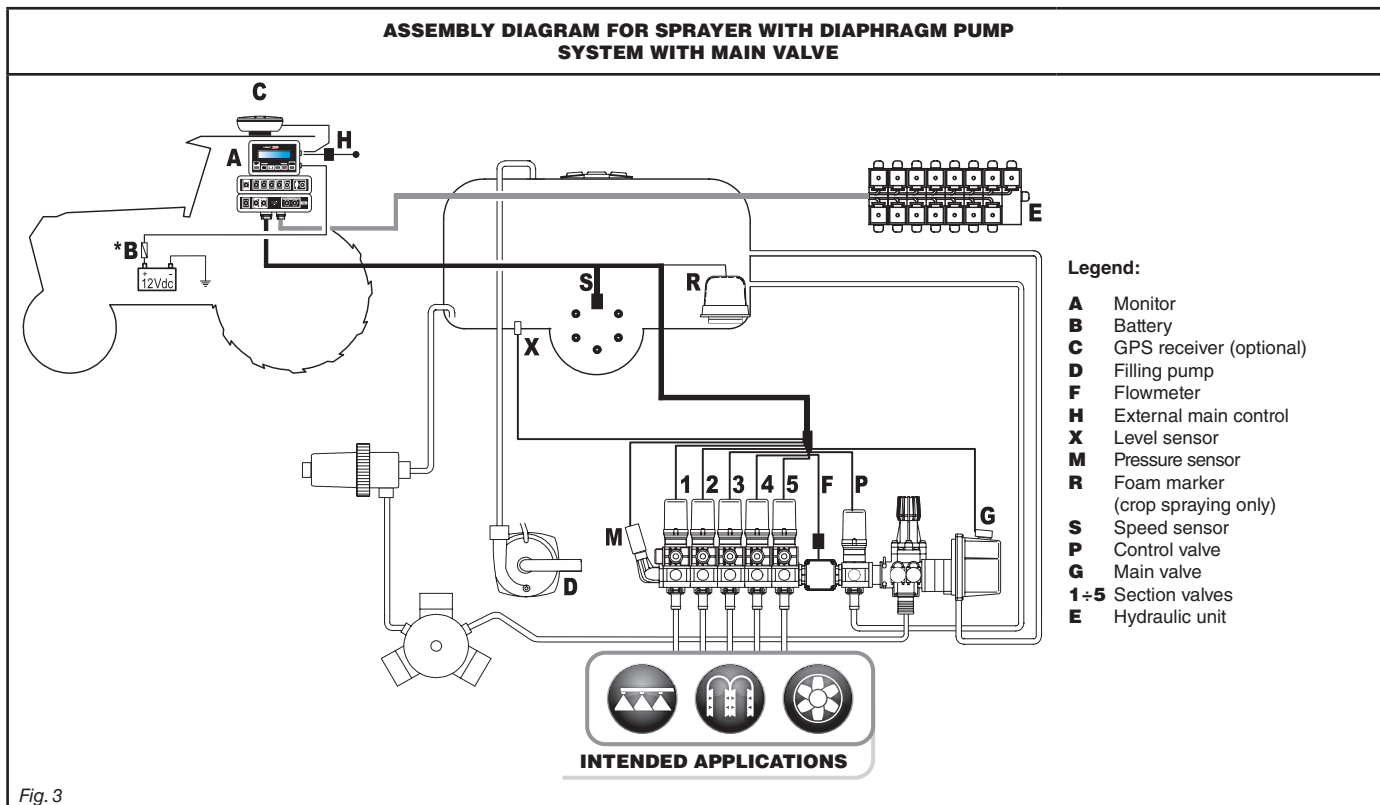 ASSEMBLY DIAGRAM FOR SPRAYER WITH DIAPHRAGM PUMP
SYSTEM WITH MAIN VALVE
C
H
A
*B
+ -
12Vdc
S
R
X
E
1 2 3 4 5 F P
M
G
D
INTENDED APPLICATIONS
Legend:
A Monitor
B Battery
C GPS receiver (optional)
D Filling pump
F Flowmeter
H External main control
X Level sensor
M Pressure sensor
R Foam marker
(crop spraying only)
S Speed sensor
P Control valve
G Main valve
1÷5 Section valves
E Hydraulic unit
Fig. 3